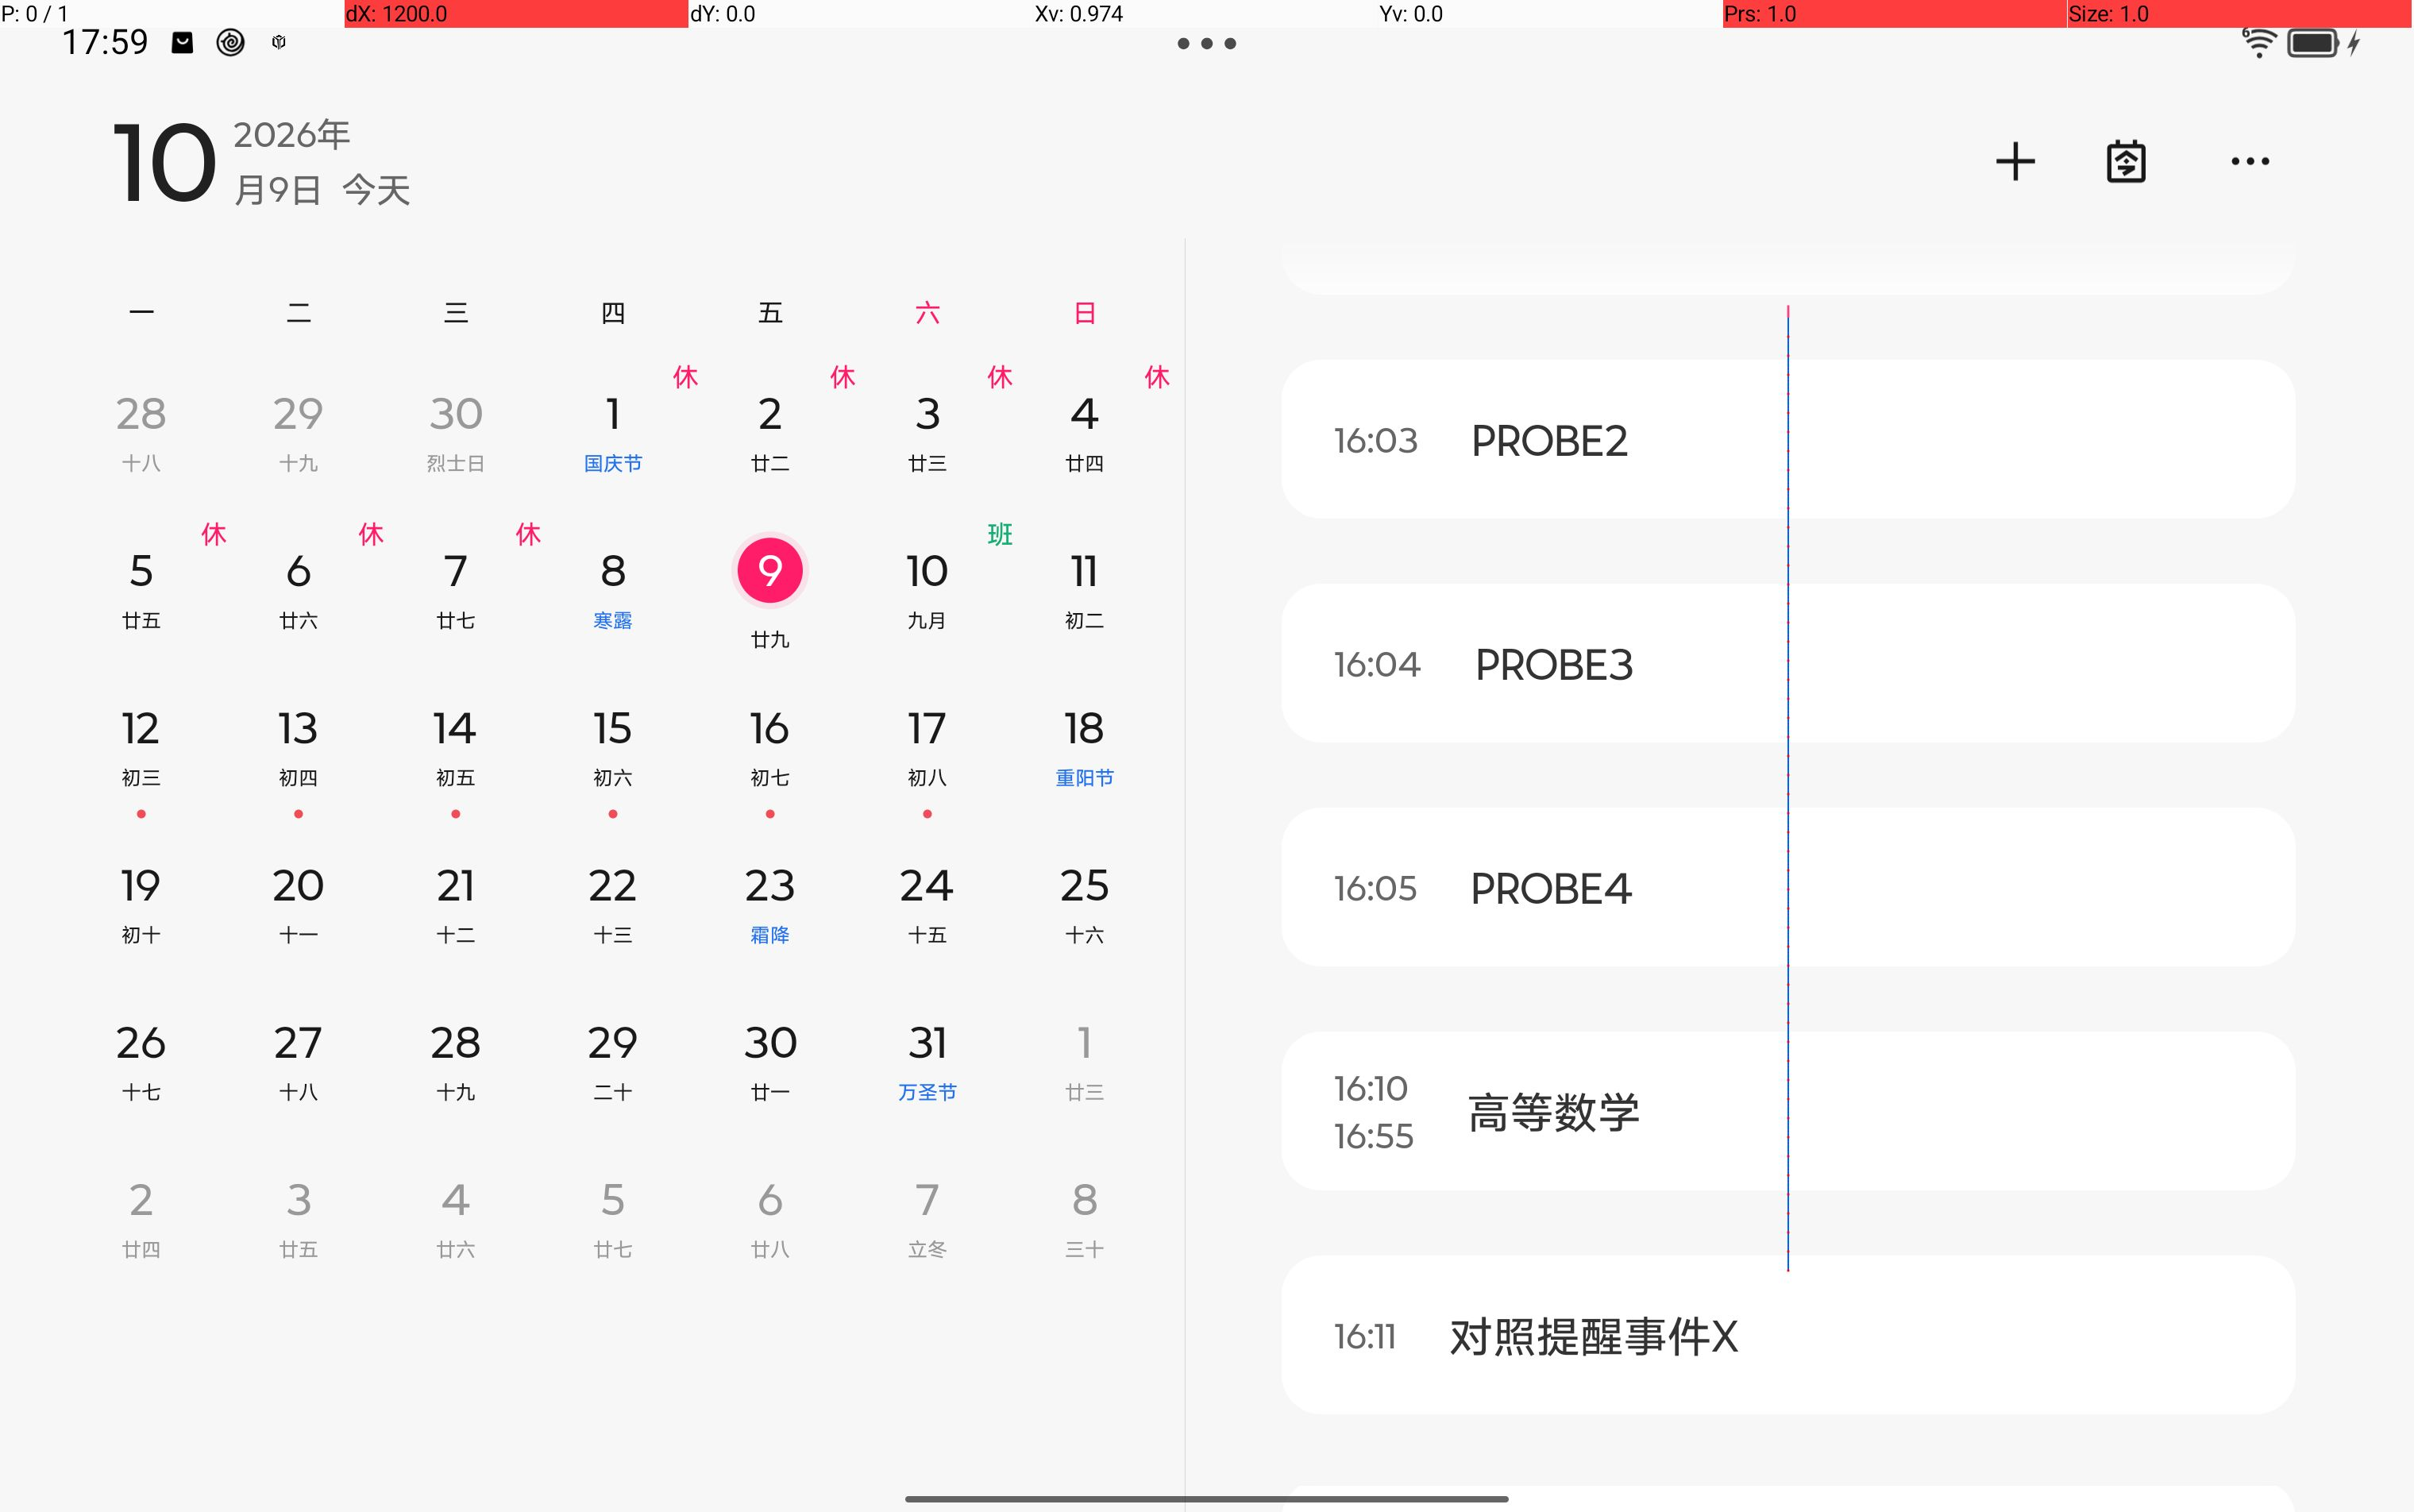 P: 0 / 1 dX: 1200.0 dY: 0.0 Xv: 0.974 Yv: 0.0 Prs: 1.0 Size: 1.0
17:59
6
10 2026年
月9日 今天
一 二 三 四 五 六 日
休 休 休 休
28 29 30 1 2 3 4
十八 十九 烈士日 国庆节 廿二 廿三 廿四
休 休 休 班
5 6 7 8 9 10 11
廿五 廿六 廿七 寒露 廿九 九月 初二
12 13 14 15 16 17 18
初三 初四 初五 初六 初七 初八 重阳节
19 20 21 22 23 24 25
初十 十一 十二 十三 霜降 十五 十六
26 27 28 29 30 31 1
十七 十八 十九 二十 廿一 万圣节 廿三
2 3 4 5 6 7 8
廿四 廿五 廿六 廿七 廿八 立冬 三十
今
16:03 PROBE2
16:04 PROBE3
16:05 PROBE4
16:10
16:55
高等数学
16:11 对照提醒事件X